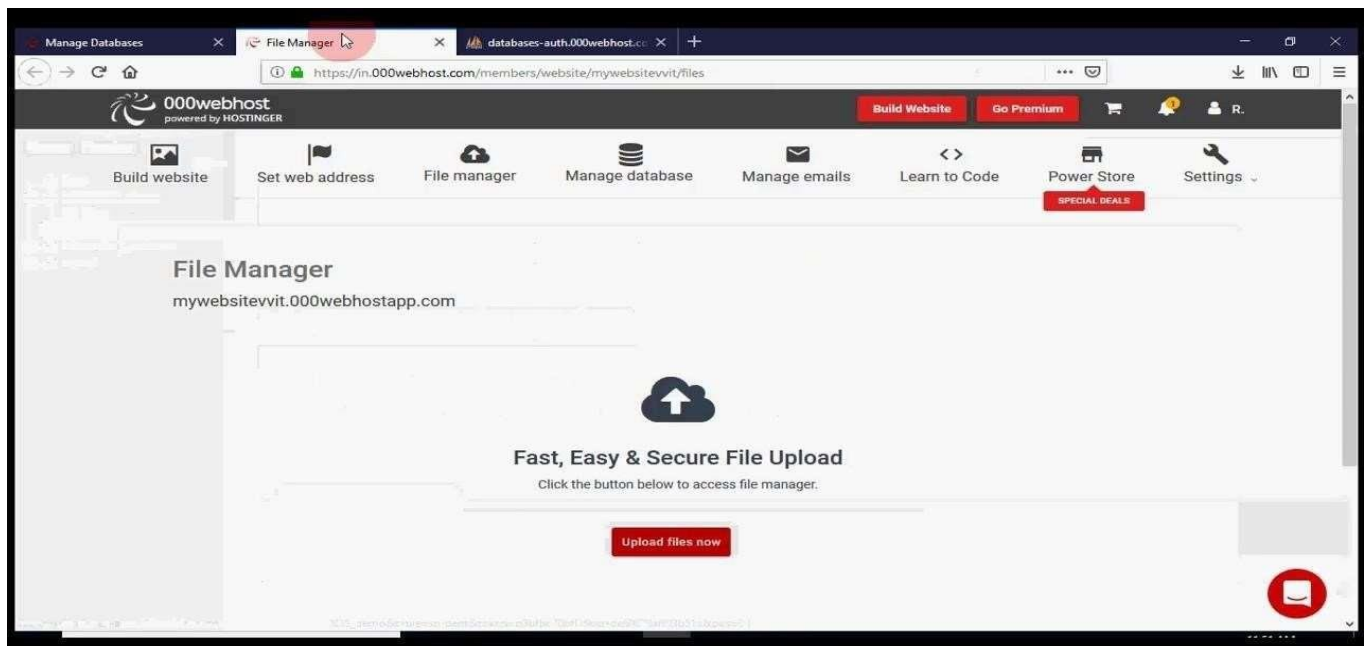 Manage Databases
File Manager
databases-auth.000webhost.co
https://in.000webhost.com/members/website/mywebsitevvit/files
000webhost
powered by HOSTINGER
Build Website
Go Premium
1
R.
Build website
Set web address
File manager
Manage database
Manage emails
Learn to Code
Power Store
Settings
SPECIAL DEALS
File Manager
mywebsitevvit.000webhostapp.com
Fast, Easy & Secure File Upload
Click the button below to access file manager.
Upload files now